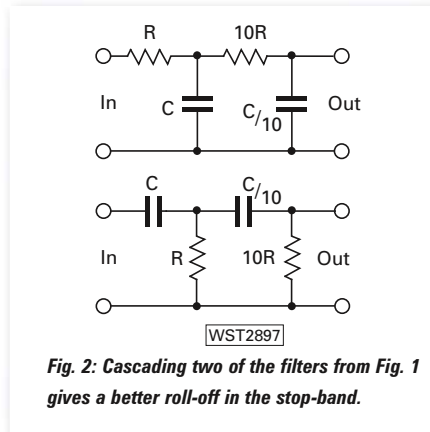 R 10R
In C C/10 Out
C C/10
In R 10R Out
WST2897
Fig. 2: Cascading two of the filters from Fig. 1
gives a better roll-off in the stop-band.